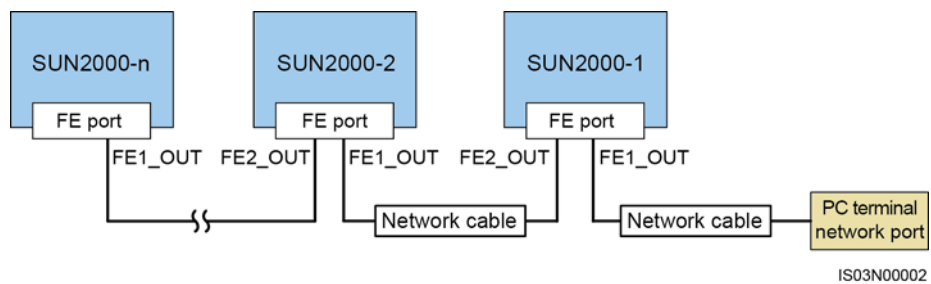 SUN2000-n
SUN2000-2
SUN2000-1
FE port
FE port
FE port
FE1_OUT
FE2_OUT
FE1_OUT
FE2_OUT
FE1_OUT
Network cable
Network cable
PC terminal
network port
IS03N00002